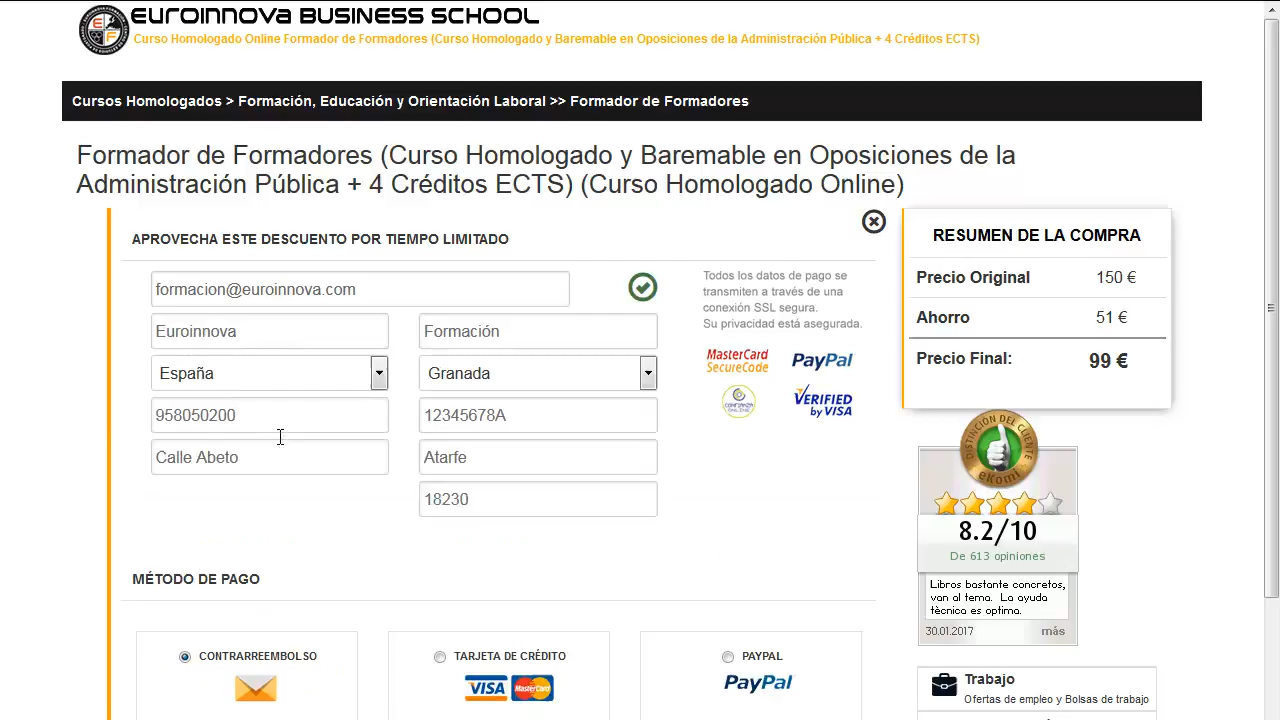 EUROINNOVA BUSINESS SCHOOL
Curso Homologado Online Formador de Formadores (Curso Homologado y Baremable en Oposiciones de la Administración Pública + 4 Créditos ECTS)
Cursos Homologados > Formación, Educación y Orientación Laboral >> Formador de Formadores
Formador de Formadores (Curso Homologado y Baremable en Oposiciones de la
Administración Pública + 4 Créditos ECTS) (Curso Homologado Online)
APROVECHA ESTE DESCUENTO POR TIEMPO LIMITADO
formacion@euroinnova.com
Euroinnova Formación
España Granada
958050200 12345678A
Calle Abeto Atarfe
18230
Todos los datos de pago se
transmiten a través de una
conexión SSL segura.
Su privacidad está asegurada.
MasterCard
SecureCode
PayPal
CONFIANZA
ONLINE
VERIFIED
by VISA
RESUMEN DE LA COMPRA
Precio Original 150 €
Ahorro 51 €
Precio Final: 99 €
DISTINCIÓN DEL CLIENTE
eKomi
8.2/10
De 613 opiniones
Libros bastante concretos,
van al tema. La ayuda
tècnica es optima.
30.01.2017 más
Trabajo
Ofertas de empleo y Bolsas de trabajo
MÉTODO DE PAGO
CONTRARREEMBOLSO
TARJETA DE CRÉDITO
VISA MasterCard
PAYPAL
PayPal